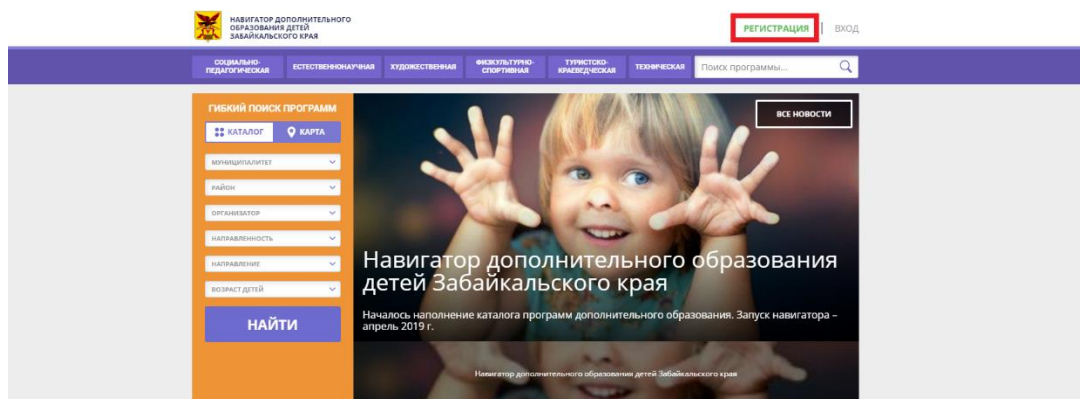 НАВИГАТОР ДОПОЛНИТЕЛЬНОГО
ОБРАЗОВАНИЯ ДЕТЕЙ
ЗАБАЙКАЛЬСКОГО КРАЯ
РЕГИСТРАЦИЯ
ВХОД
СОЦИАЛЬНО-
ПЕДАГОГИЧЕСКАЯ
ЕСТЕСТВЕННОНАУЧНАЯ
ХУДОЖЕСТВЕННАЯ
ФИЗКУЛЬТУРНО-
СПОРТИВНАЯ
ТУРИСТСКО-
КРАЕВЕДЧЕСКАЯ
ТЕХНИЧЕСКАЯ
Поиск программы...
ГИБКИЙ ПОИСК ПРОГРАММ
КАТАЛОГ
КАРТА
МУНИЦИПАЛИТЕТ
РАЙОН
ОРГАНИЗАТОР
НАПРАВЛЕННОСТЬ
НАПРАВЛЕНИЕ
ВОЗРАСТ ДЕТЕЙ
НАЙТИ
ВСЕ НОВОСТИ
Навигатор дополнительного образования
детей Забайкальского края
Началось наполнение каталога программ дополнительного образования. Запуск навигатора –
апрель 2019 г.
Навигатор дополнительного образования детей Забайкальского края